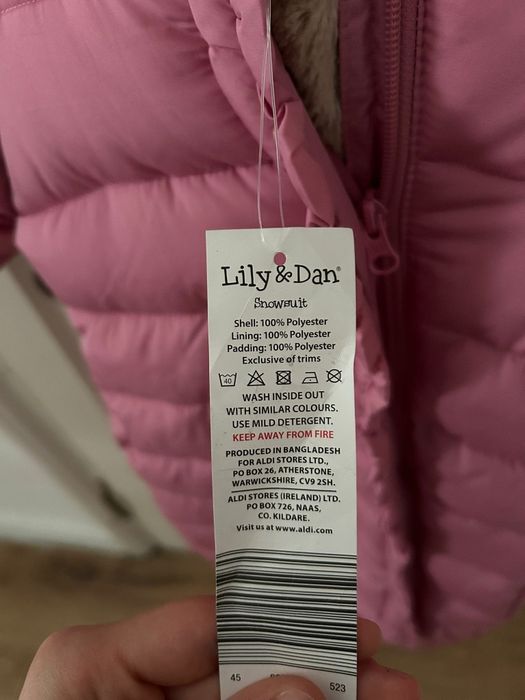 Lily & Dan®
Snowsuit
Shell: 100% Polyester
Lining: 100% Polyester
Padding: 100% Polyester
Exclusive of trims
40
WASH INSIDE OUT
WITH SIMILAR COLOURS.
USE MILD DETERGENT.
KEEP AWAY FROM FIRE
PRODUCED IN BANGLADESH
FOR ALDI STORES LTD.,
PO BOX 26, ATHERSTONE,
WARWICKSHIRE, CV9 2SH.
ALDI STORES (IRELAND) LTD.
PO BOX 726, NAAS,
CO. KILDARE.
Visit us at www.aldi.com
45 523